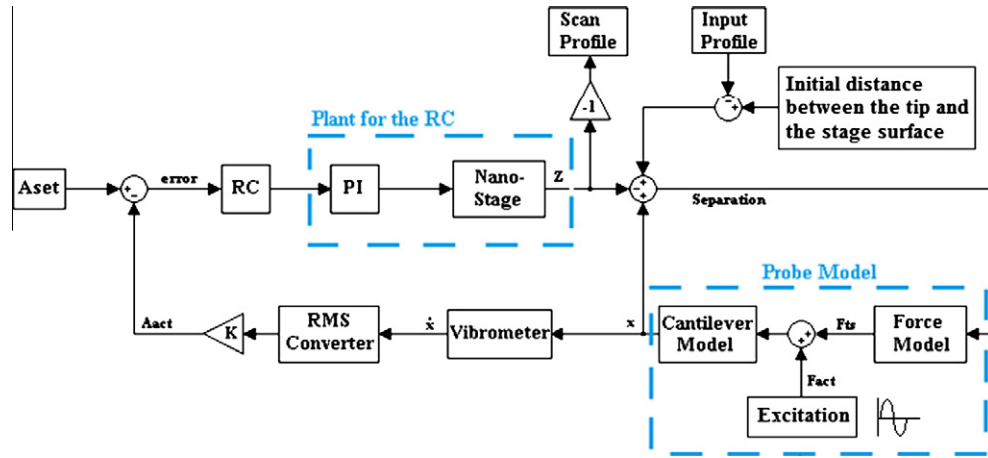 Scan
Profile
Input
Profile
-1
Initial distance
between the tip and
the stage surface
- +
Plant for the RC
Aset
+ -
error
RC
PI
Nano-
Stage
Z
+
- +
Separation
Probe Model
Aact
K
RMS
Converter
ẋ
Vibrometer
x
Cantilever
Model
+
+
Fts
Force
Model
Fact
Excitation